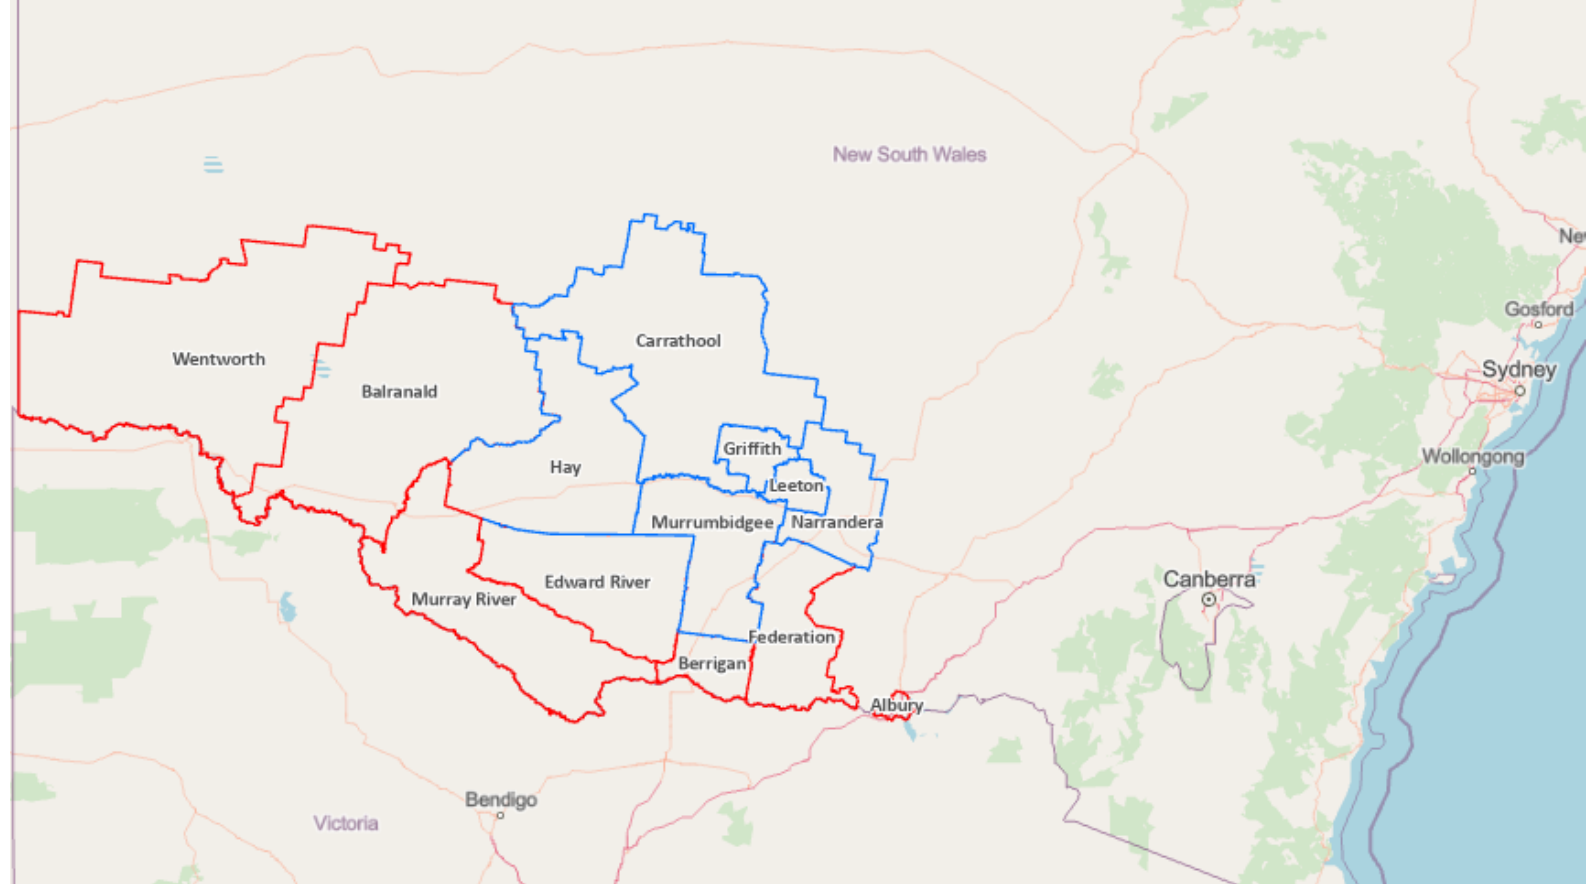 New South Wales
Ne
Gosford
Carrathool
Wentworth
Sydney
Balranald
Griffith
Wollongong
Hay
Leeton
Murrumbidgee
Narrandera
Edward River
Canberra
Murray River
Federation
Berrigan
Albury
Bendigo
Victoria